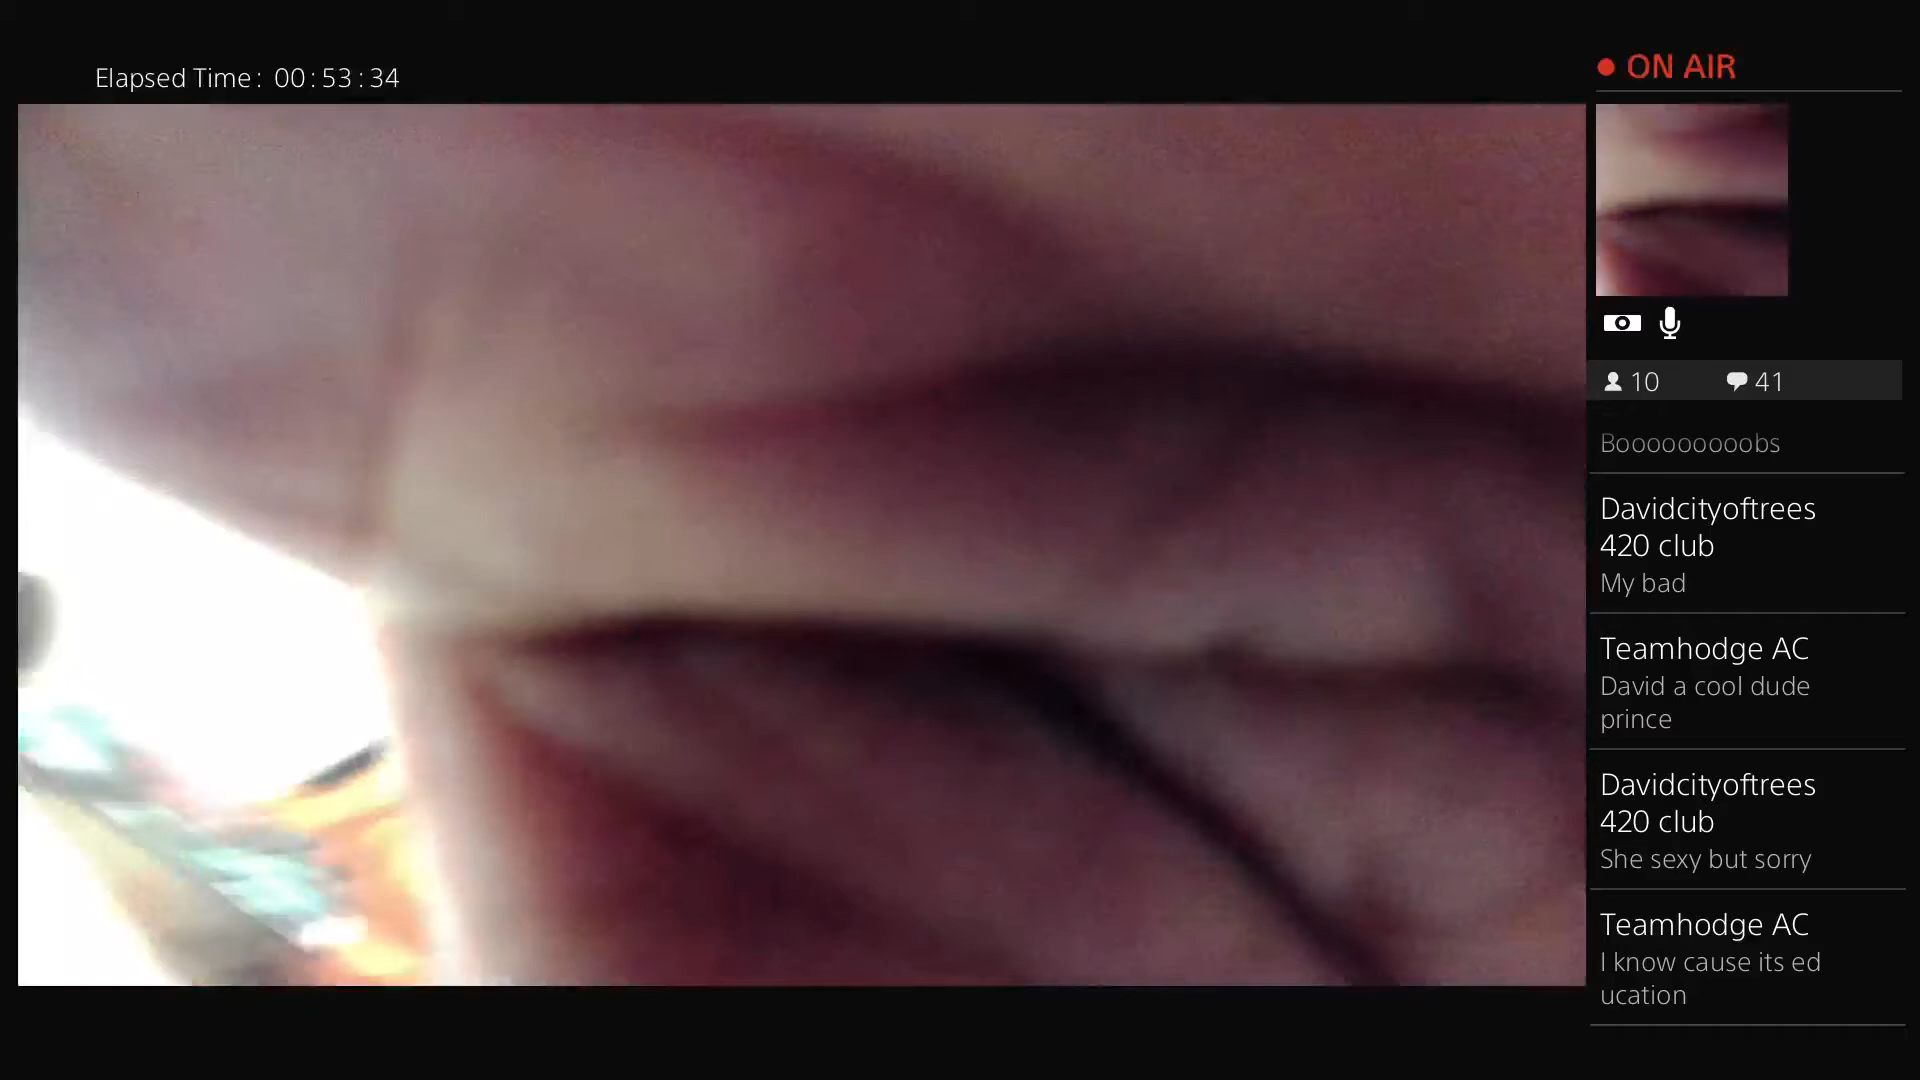 Elapsed Time: 00:53:34
ON AIR
10 41
Booooooooobs
Davidcityoftrees
420 club
My bad
Teamhodge AC
David a cool dude
prince
Davidcityoftrees
420 club
She sexy but sorry
Teamhodge AC
I know cause its ed
ucation